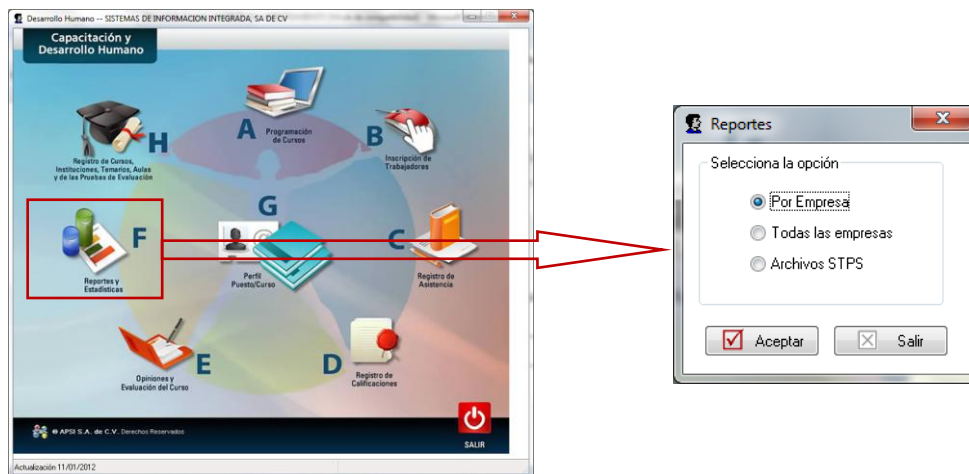 Desarrollo Humano -- SISTEMAS DE INFORMACION INTEGRADA, SA DE CV
Capacitación y
Desarrollo Humano
H
Registro de Cursos,
Instituciones, Temarios, Aulas
y de las Pruebas de Evaluación
A
Programación
de Cursos
B
Inscripción de
Trabajadores
G
Perfil
Puesto/Curso
F
Reportes y
Estadísticas
C
Registro de
Asistencia
E
Opiniones y
Evaluación del Curso
D
Registro de
Calificaciones
© APSI S.A. de C.V. Derechos Reservados
SALIR
Actualización 11/01/2012
Reportes
Selecciona la opción
Por Empresa
Todas las empresas
Archivos STPS
Aceptar
Salir